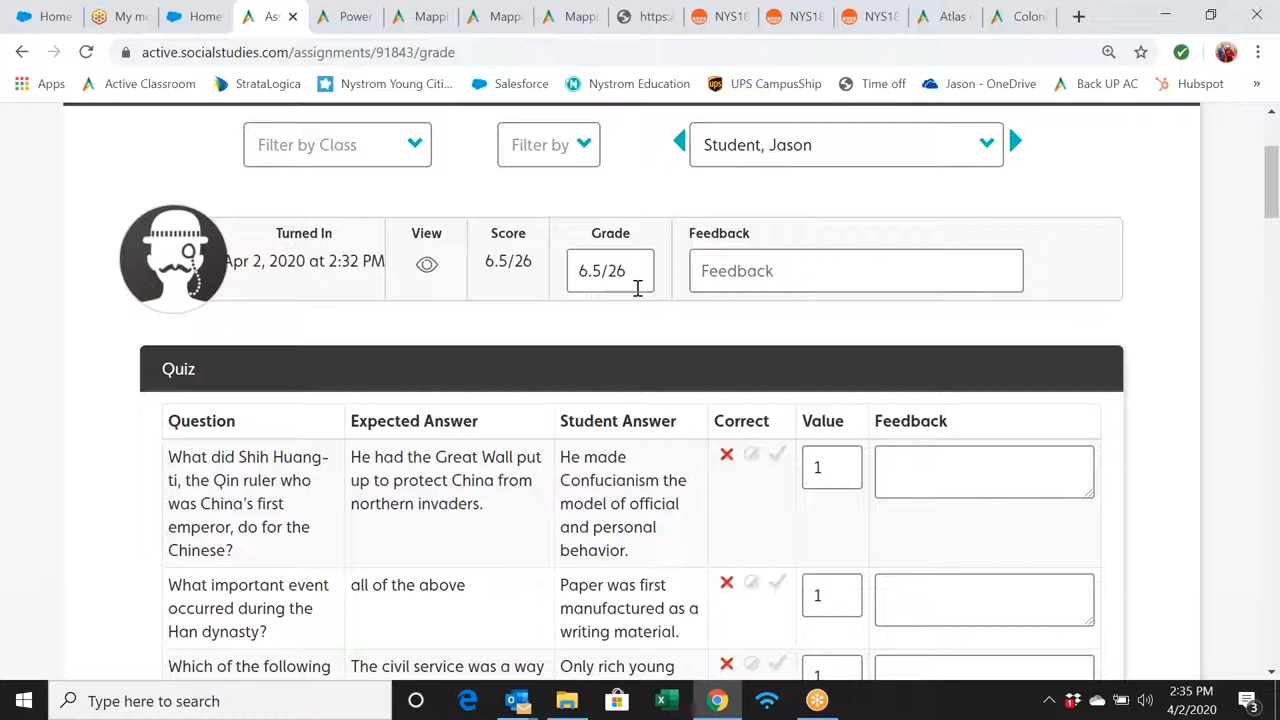 Home
My m
Home
As
Power
Mappi
Mappi
Mappi
https:
NYS18
NYS18
NYS18
Atlas
Colon
active.socialstudies.com/assignments/91843/grade
Apps
Active Classroom
StrataLogica
Nystrom Young Citi...
Salesforce
Nystrom Education
UPS CampusShip
Time off
Jason - OneDrive
Back UP AC
Hubspot
»
Filter by Class
Filter by
Student, Jason
Turned In
View
Score
Grade
Feedback
Apr 2, 2020 at 2:32 PM
6.5/26
6.5/26
Feedback
Quiz
Question
Expected Answer
Student Answer
Correct
Value
Feedback
What did Shih Huang-
ti, the Qin ruler who
was China's first
emperor, do for the
Chinese?
He had the Great Wall put
up to protect China from
northern invaders.
He made
Confucianism the
model of official
and personal
behavior.
1
What important event
occurred during the
Han dynasty?
all of the above
Paper was first
manufactured as a
writing material.
1
Which of the following
The civil service was a way
Only rich young
1
Type here to search
2:35 PM
4/2/2020
3